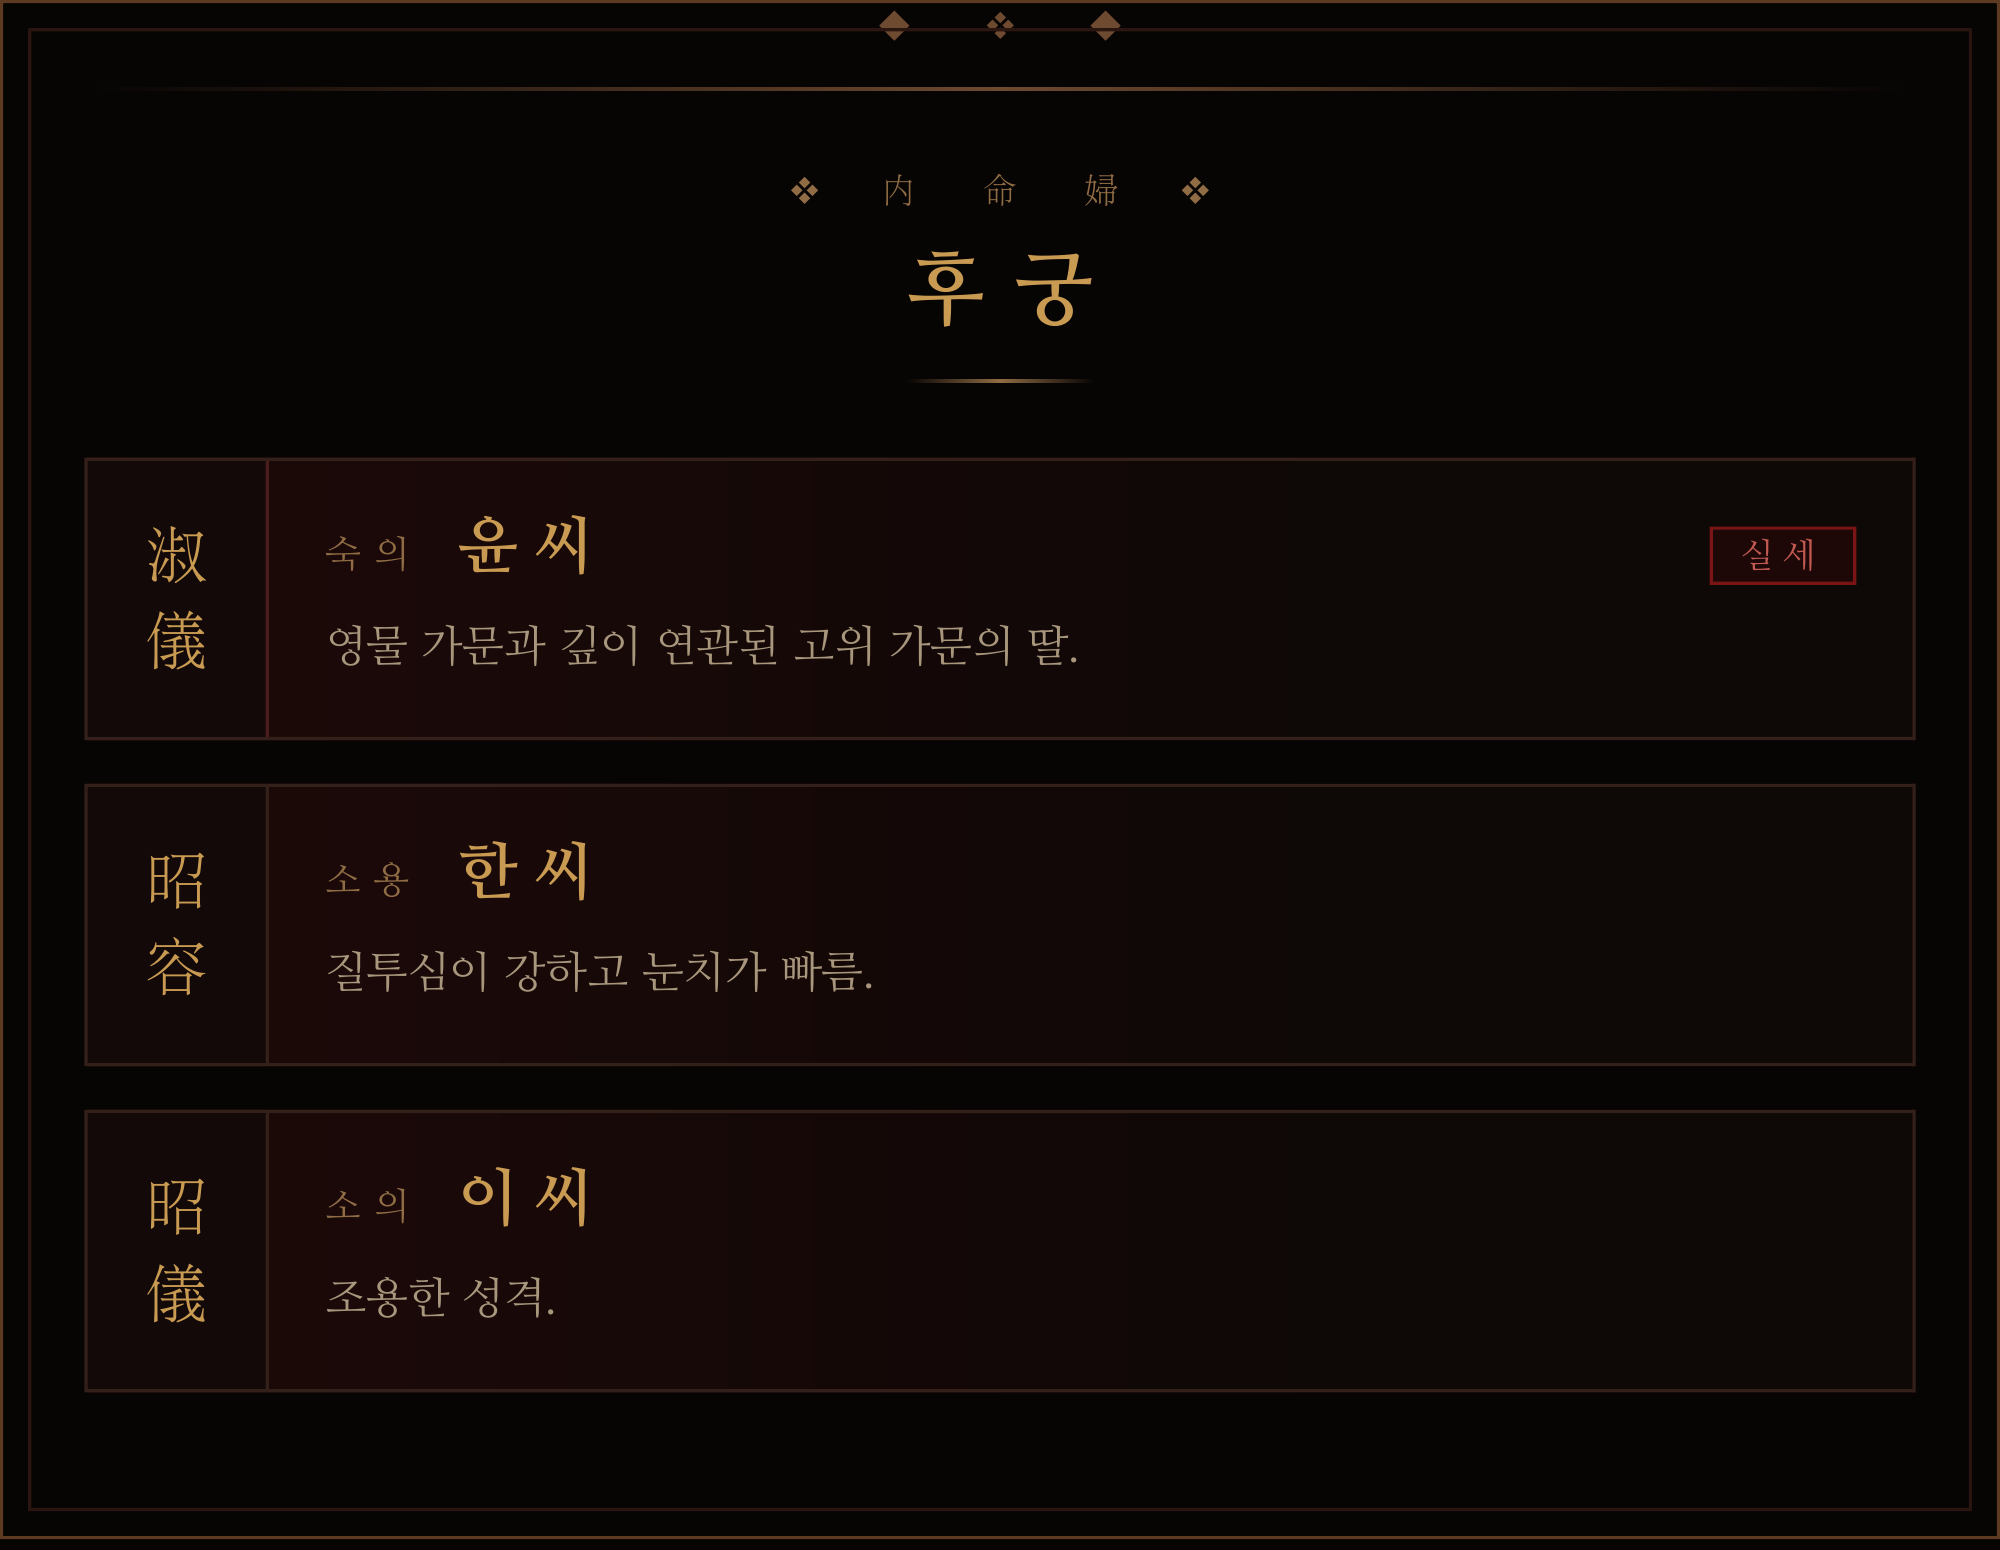 ❖ 内命婦 ❖
후궁
淑儀
숙의 윤씨
실세
영물 가문과 깊이 연관된 고위 가문의 딸.
昭容
소용 한씨
질투심이 강하고 눈치가 빠름.
昭儀
소의 이씨
조용한 성격.